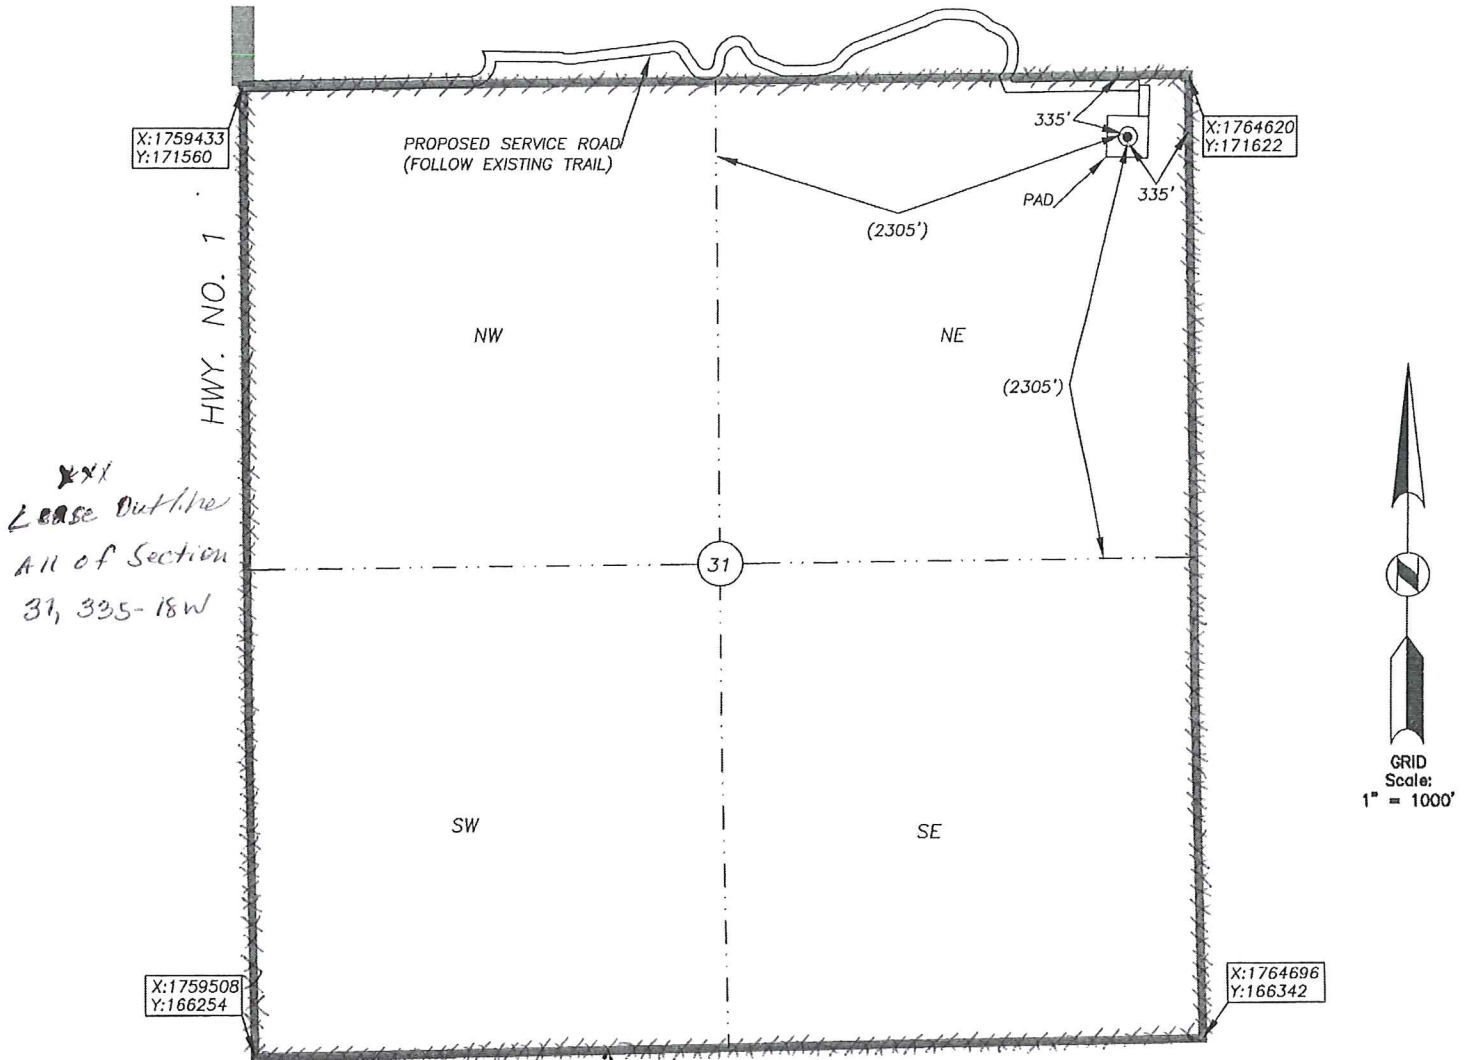 X:1759433
Y:171560
PROPOSED SERVICE ROAD
(FOLLOW EXISTING TRAIL)
335'
X:1764620
Y:171622
PAD
335'
(2305')
HWY. NO. 1
NW
NE
(2305')
xxx
Lease Outline
All of Section
31, 33S-18W
31
N
GRID
Scale:
1" = 1000'
SW
SE
X:1759508
Y:166254
X:1764696
Y:166342